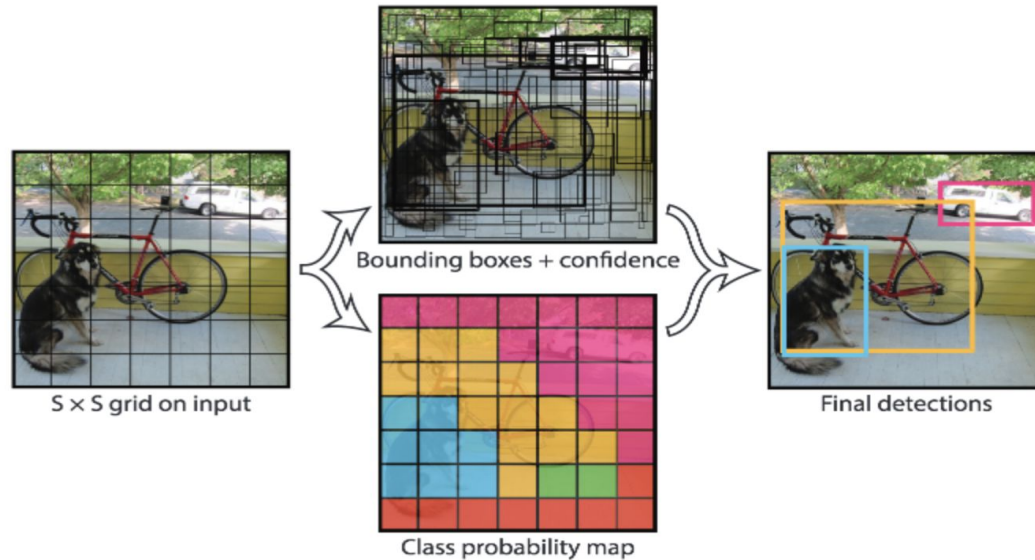 S × S grid on input
Bounding boxes + confidence
Class probability map
Final detections